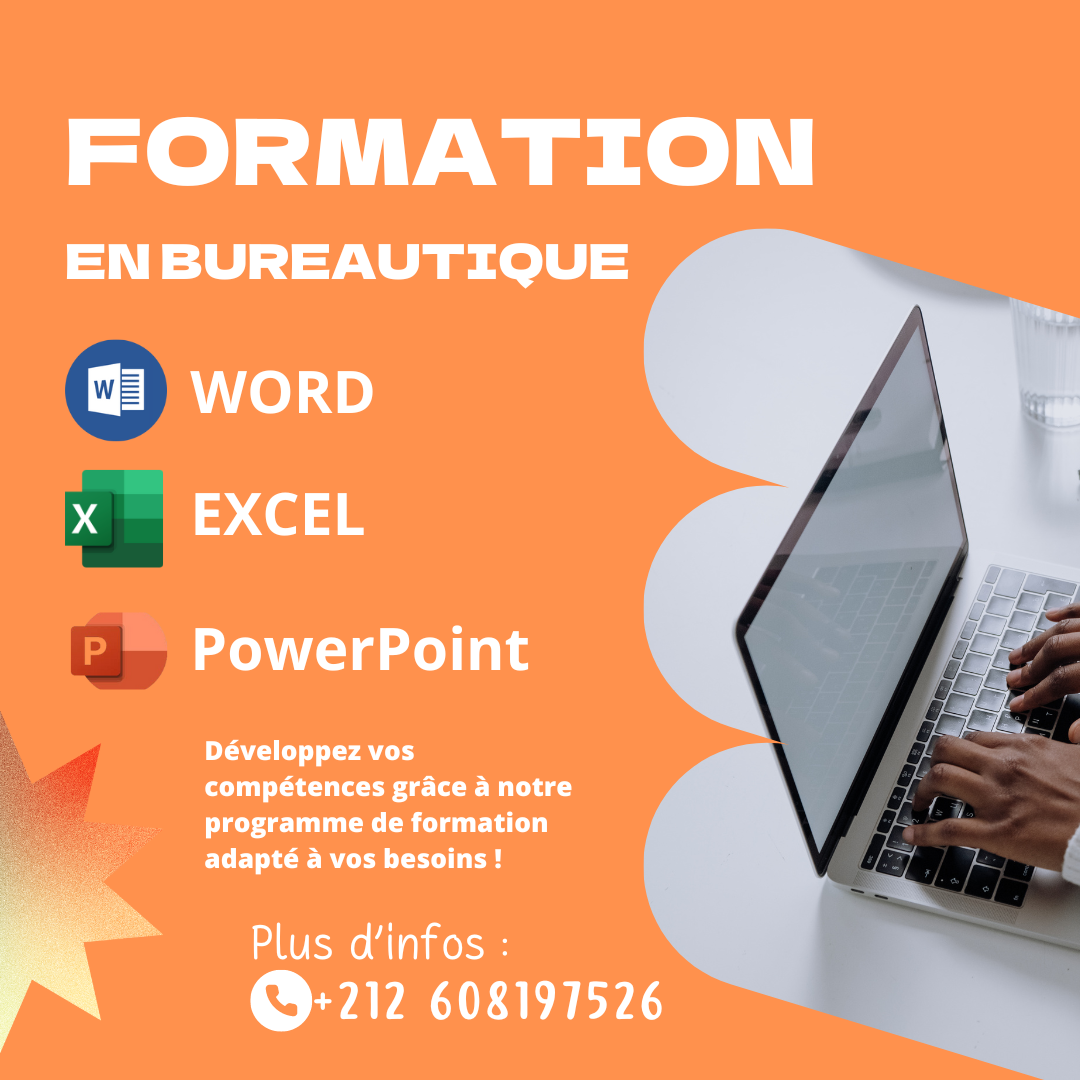 FORMATION
EN BUREAUTIQUE
W WORD
X EXCEL
P PowerPoint
Développez vos
compétences grâce à notre
programme de formation
adapté à vos besoins !
Plus d'infos :
+212 608197526